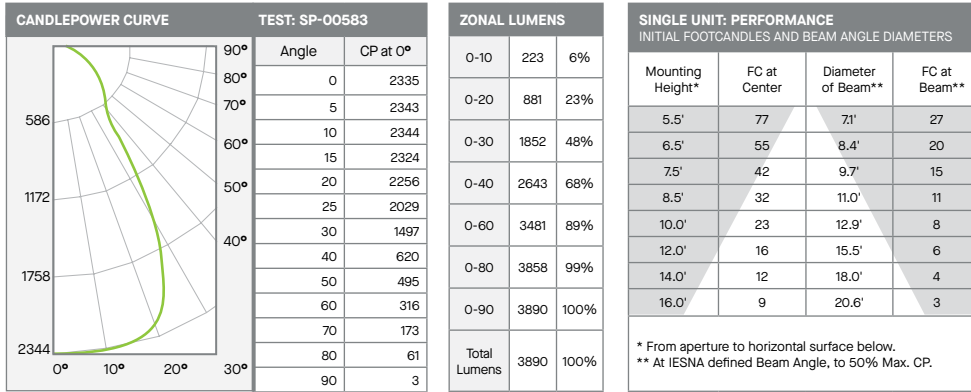 CANDLEPOWER CURVE
TEST: SP-00583
90°
80°
70°
60°
50°
40°
30°
586
1172
1758
2344
0° 10° 20°
Angle CP at 0°
0 2335
5 2343
10 2344
15 2324
20 2256
25 2029
30 1497
40 620
50 495
60 316
70 173
80 61
90 3
ZONAL LUMENS
0-10 223 6%
0-20 881 23%
0-30 1852 48%
0-40 2643 68%
0-60 3481 89%
0-80 3858 99%
0-90 3890 100%
Total
Lumens 3890 100%
SINGLE UNIT: PERFORMANCE
INITIAL FOOTCANDLES AND BEAM ANGLE DIAMETERS
Mounting FC at Diameter FC at
Height* Center of Beam** Beam**
5.5' 77 7.1' 27
6.5' 55 8.4' 20
7.5' 42 9.7' 15
8.5' 32 11.0' 11
10.0' 23 12.9' 8
12.0' 16 15.5' 6
14.0' 12 18.0' 4
16.0' 9 20.6' 3
* From aperture to horizontal surface below.
** At IESNA defined Beam Angle, to 50% Max. CP.